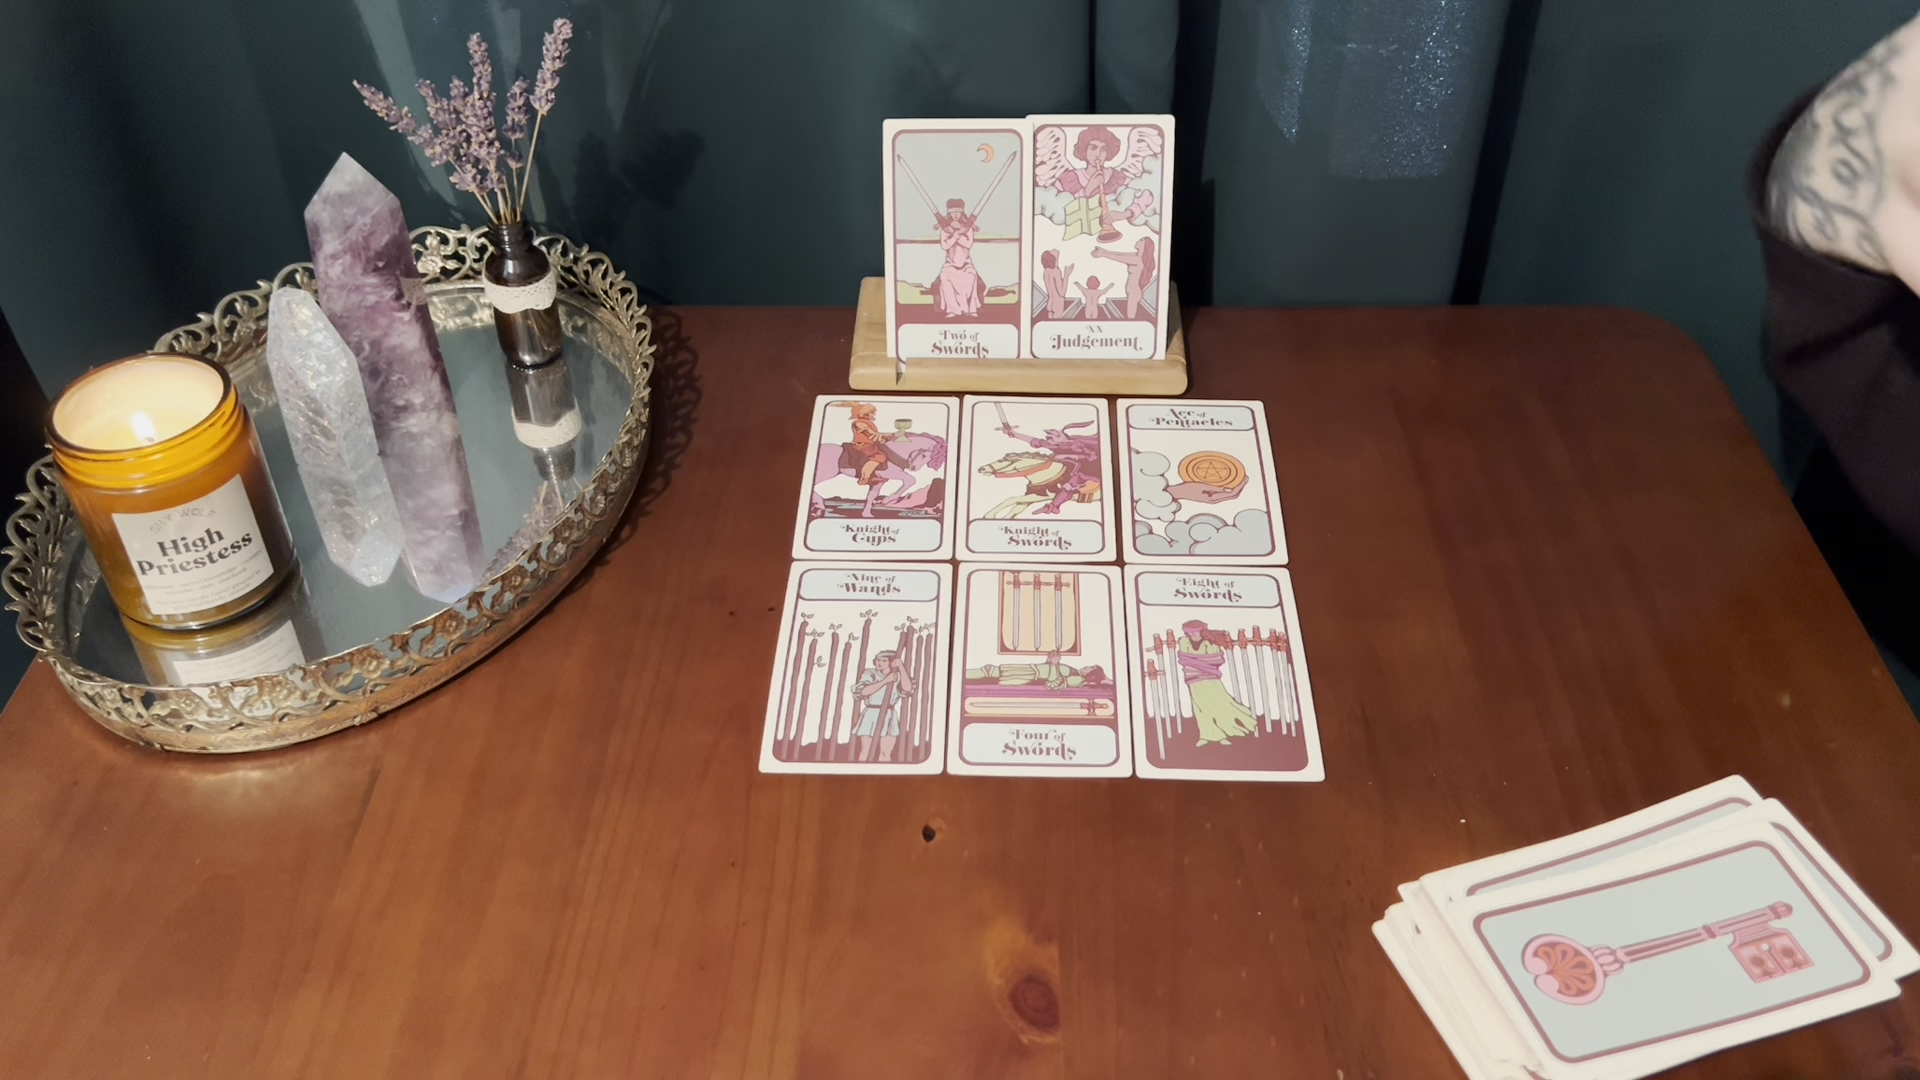 Two of
Swords
XX
Judgement
Knight of
Cups
Knight of
Swords
Ace of
Pentacles
Nine of
Wands
Four of
Swords
Eight of
Swords
High
Priestess